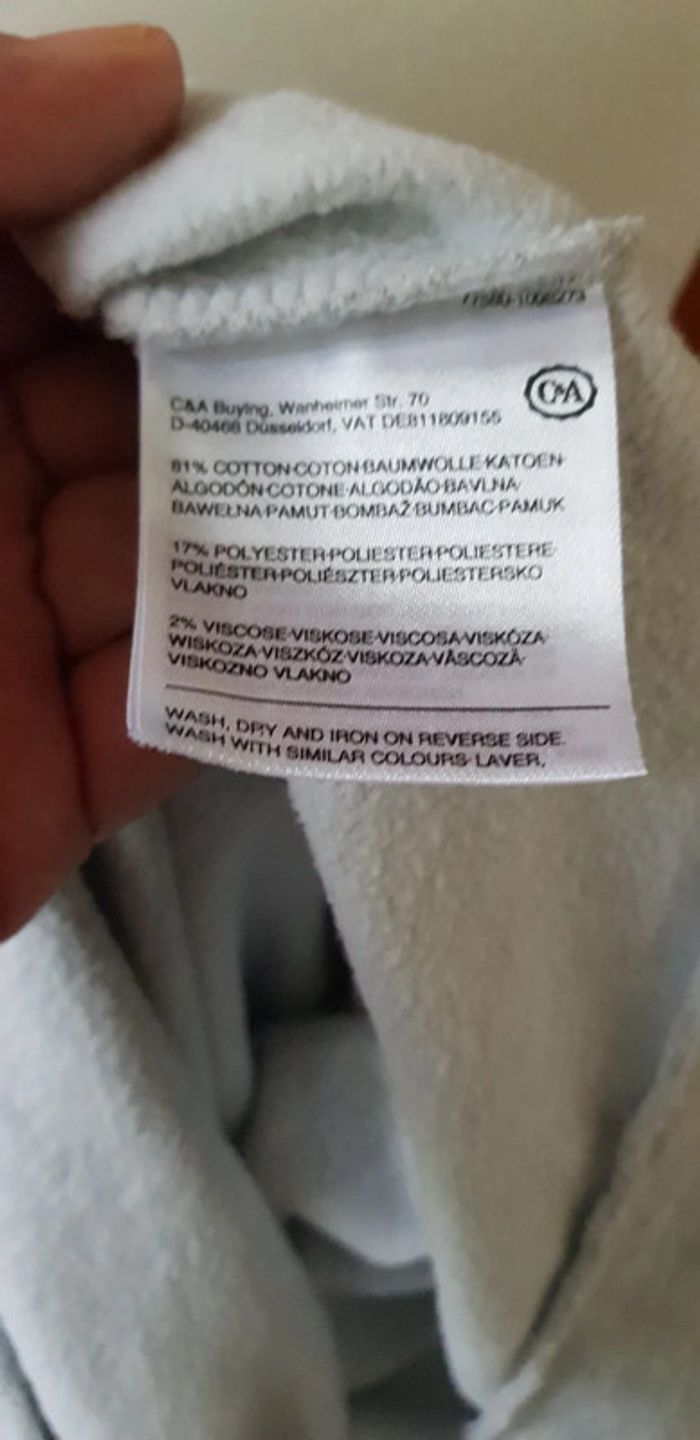 C&A
C&A Buying, Wanheimer Str. 70
D-40468 Düsseldorf, VAT DE811809155
81% COTTON·COTON·BAUMWOLLE·KATOEN·
ALGODÓN·COTONE·ALGODÃO·BAVLNA·
BAWEŁNA·PAMUT·BOMBAŽ·BUMBAC·PAMUK
17% POLYESTER·POLIESTER·POLIESTERE·
POLIÉSTER·POLIÉSZTER·POLIESTERSKO
VLAKNO
2% VISCOSE·VISKOSE·VISCOSA·VISKÓZA·
WISKOZA·VISZKÓZ·VISKOZA·VÂSCOZĂ·
VISKOZNO VLAKNO
WASH, DRY AND IRON ON REVERSE SIDE.
WASH WITH SIMILAR COLOURS·LAVER,